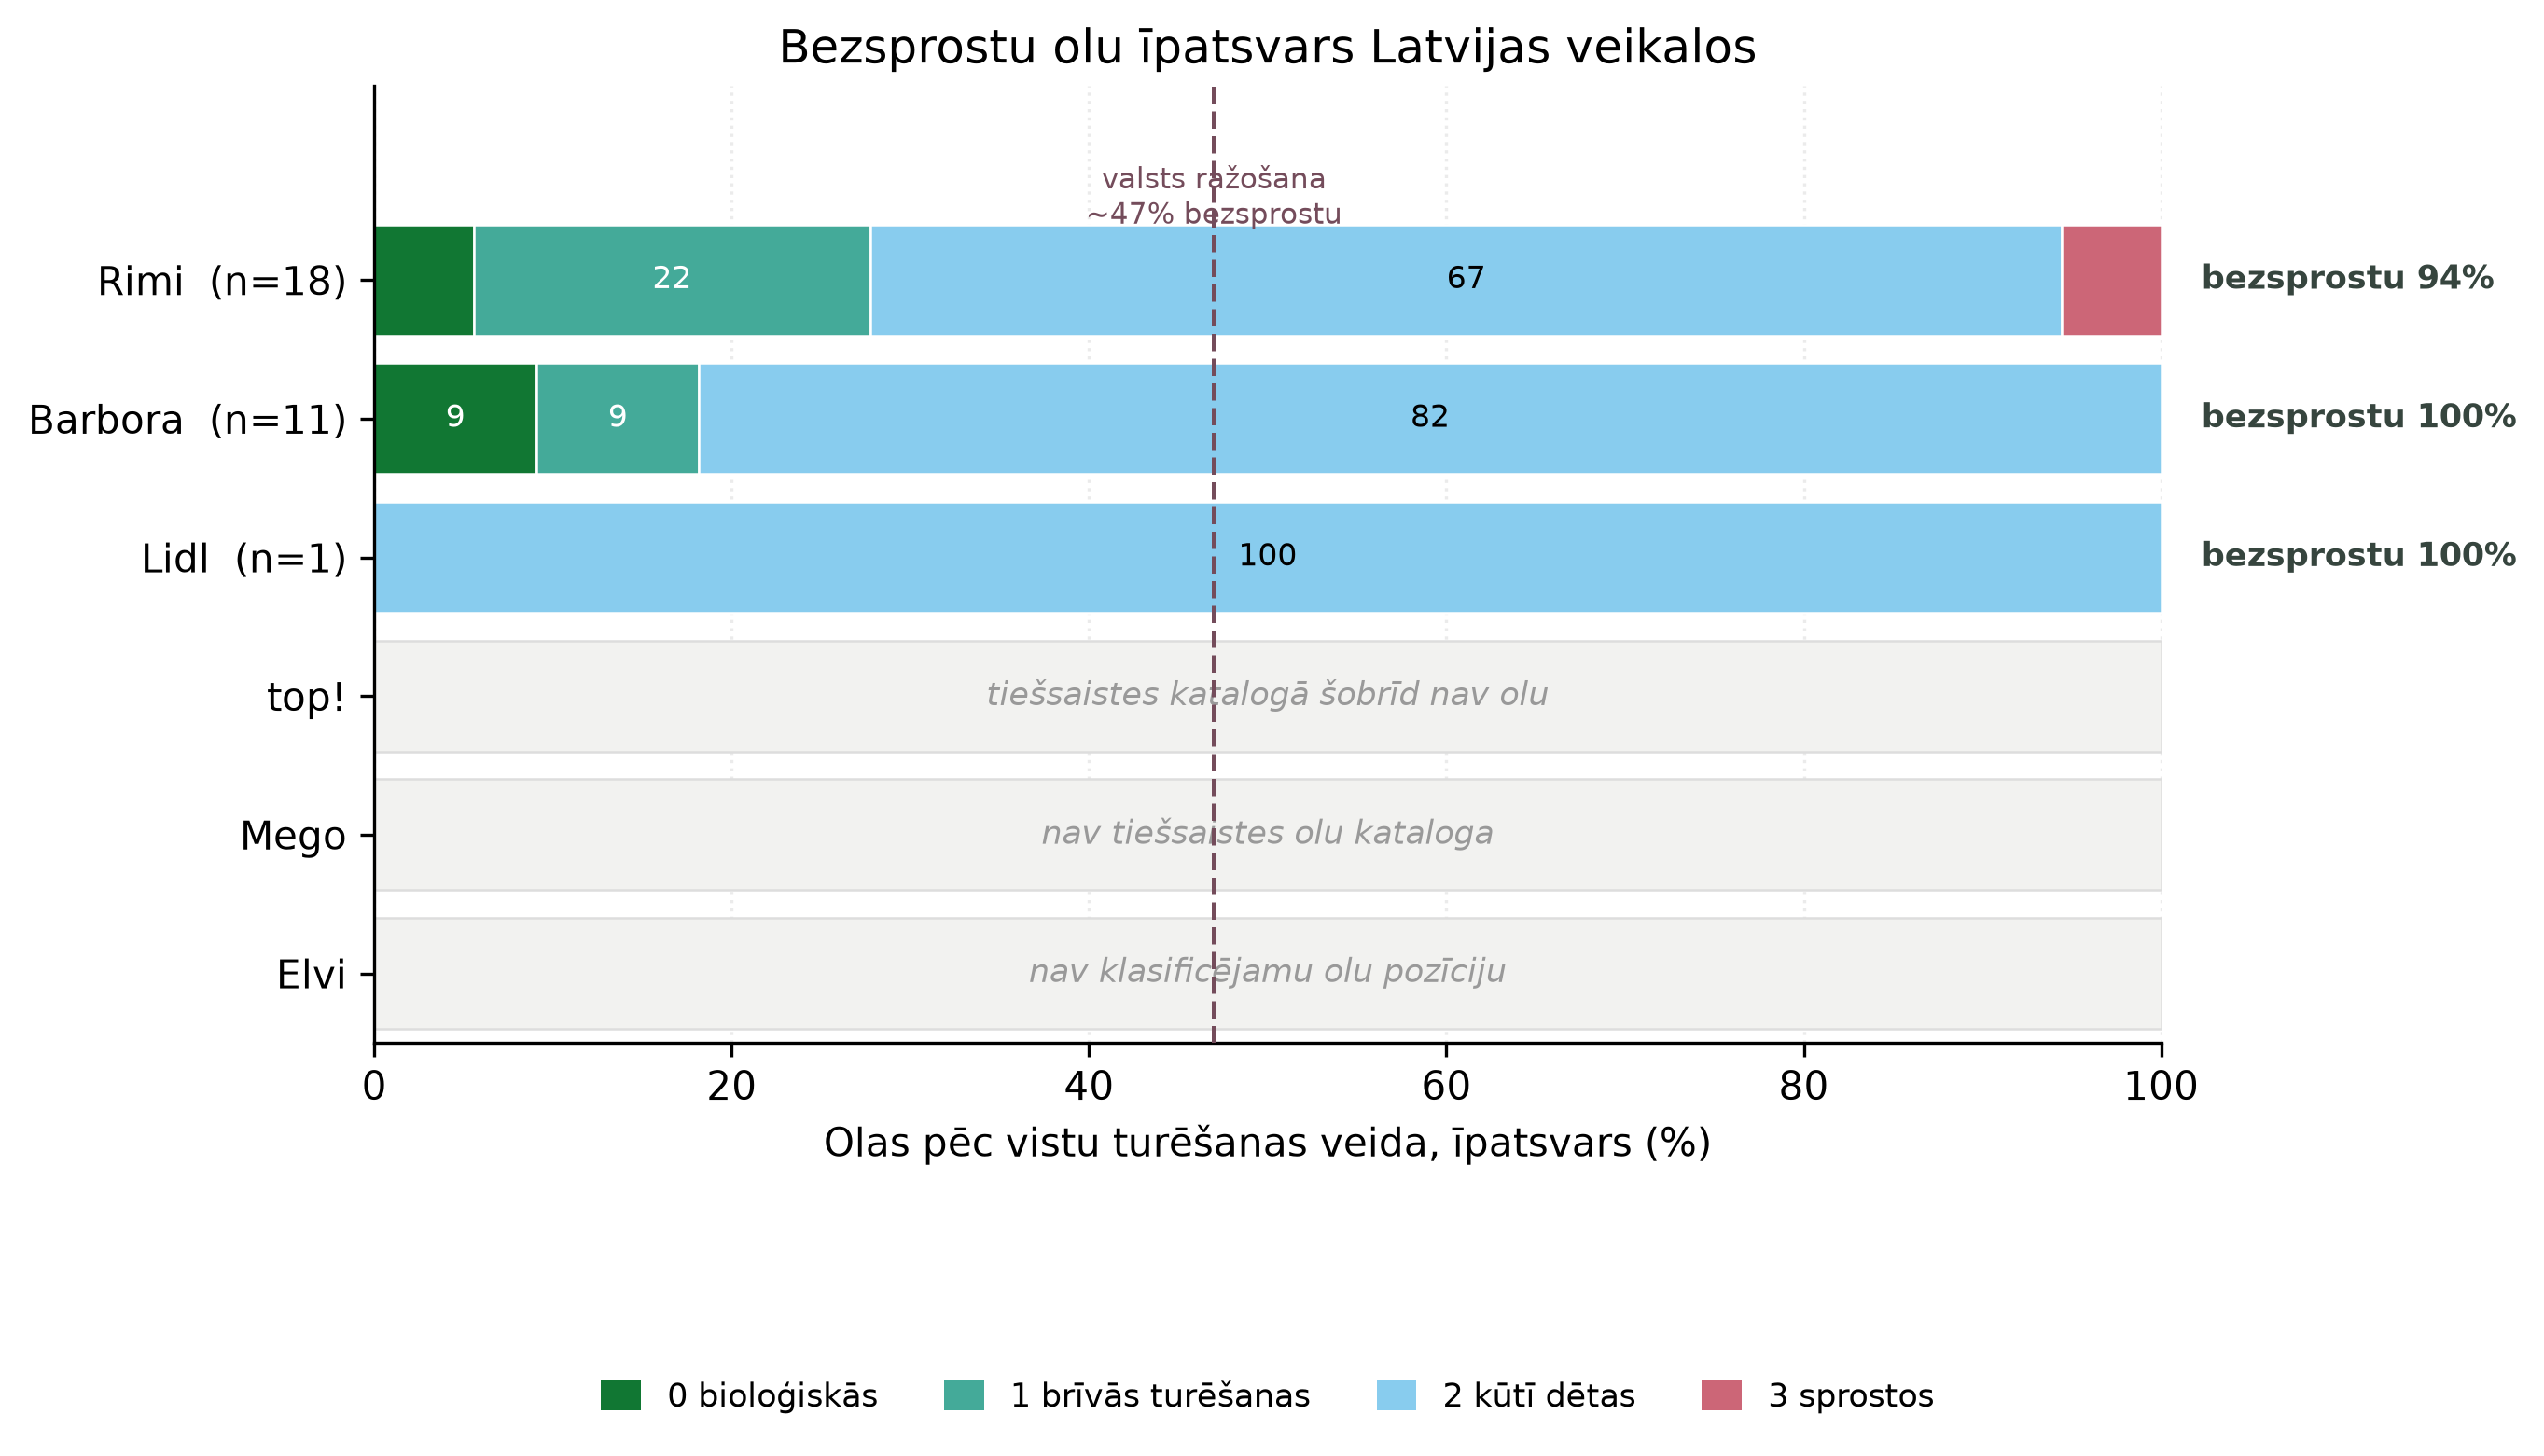 Bezsprostu olu īpatsvars Latvijas veikalos
valsts ražošana
~47% bezsprostu
Rimi (n=18)
22
67
bezsprostu 94%
Barbora (n=11)
9
9
82
bezsprostu 100%
Lidl (n=1)
100
bezsprostu 100%
top!
tiešsaistes katalogā šobrīd nav olu
Mego
nav tiešsaistes olu kataloga
Elvi
nav klasificējamu olu pozīciju
0 20 40 60 80 100
Olas pēc vistu turēšanas veida, īpatsvars (%)
0 bioloģiskās 1 brīvās turēšanas 2 kūtī dētas 3 sprostos